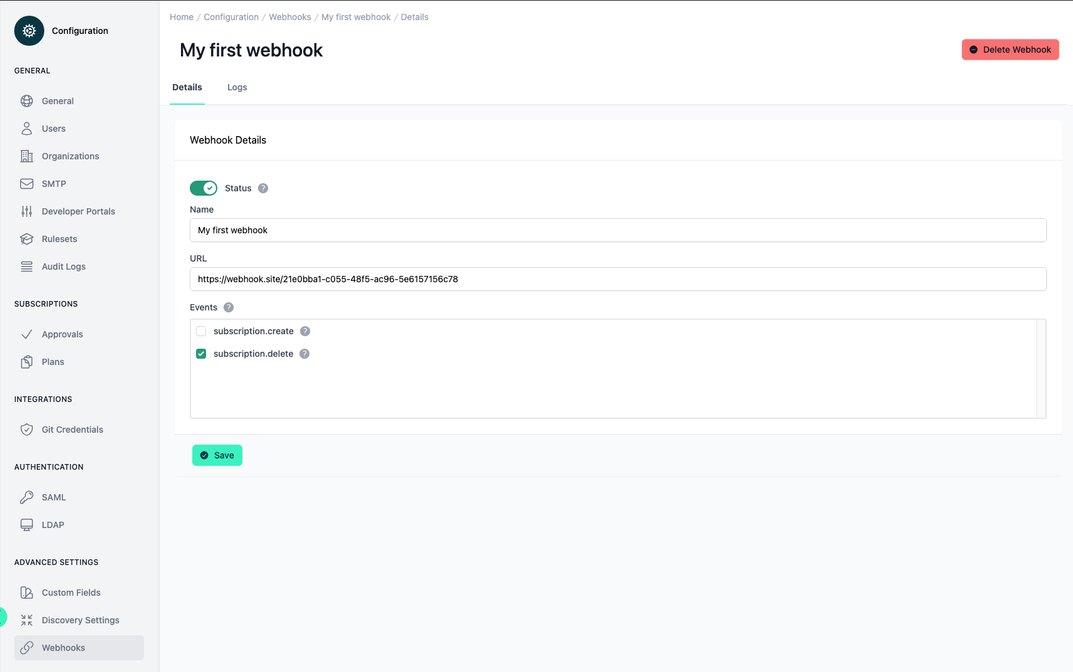 Configuration
GENERAL
General
Users
Organizations
SMTP
Developer Portals
Rulesets
Audit Logs
SUBSCRIPTIONS
Approvals
Plans
INTEGRATIONS
Git Credentials
AUTHENTICATION
SAML
LDAP
ADVANCED SETTINGS
Custom Fields
Discovery Settings
Webhooks
Home / Configuration / Webhooks / My first webhook / Details
My first webhook
Delete Webhook
Details Logs
Webhook Details
Status ?
Name
My first webhook
URL
https://webhook.site/21e0bba1-c055-48f5-ac96-5e6157156c78
Events ?
subscription.create ?
subscription.delete ?
Save